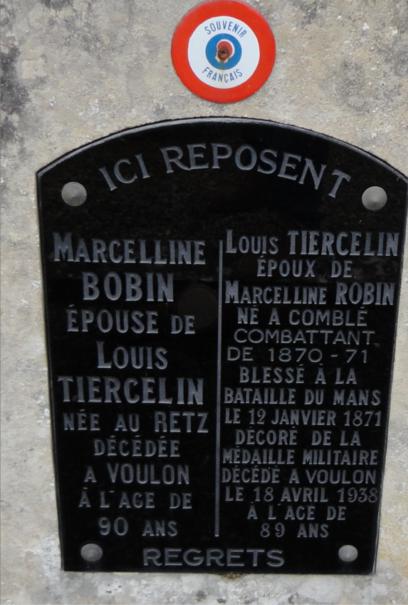 SOUVENIR
FRANÇAIS
ICI REPOSENT
MARCELLINE
BOBIN
ÉPOUSE DE
LOUIS
TIERCELIN
NÉE AU RETZ
DÉCÉDÉE
A VOULON
À L'AGE DE
90 ANS
LOUIS TIERCELIN
ÉPOUX DE
MARCELLINE ROBIN
NÉ A COMBLÉ
COMBATTANT
DE 1870-71
BLESSÉ À LA
BATAILLE DU MANS
LE 12 JANVIER 1871
DÉCORÉ DE LA
MÉDAILLE MILITAIRE
DÉCÉDÉ A VOULON
LE 18 AVRIL 1938
À L'AGE DE
89 ANS
REGRETS